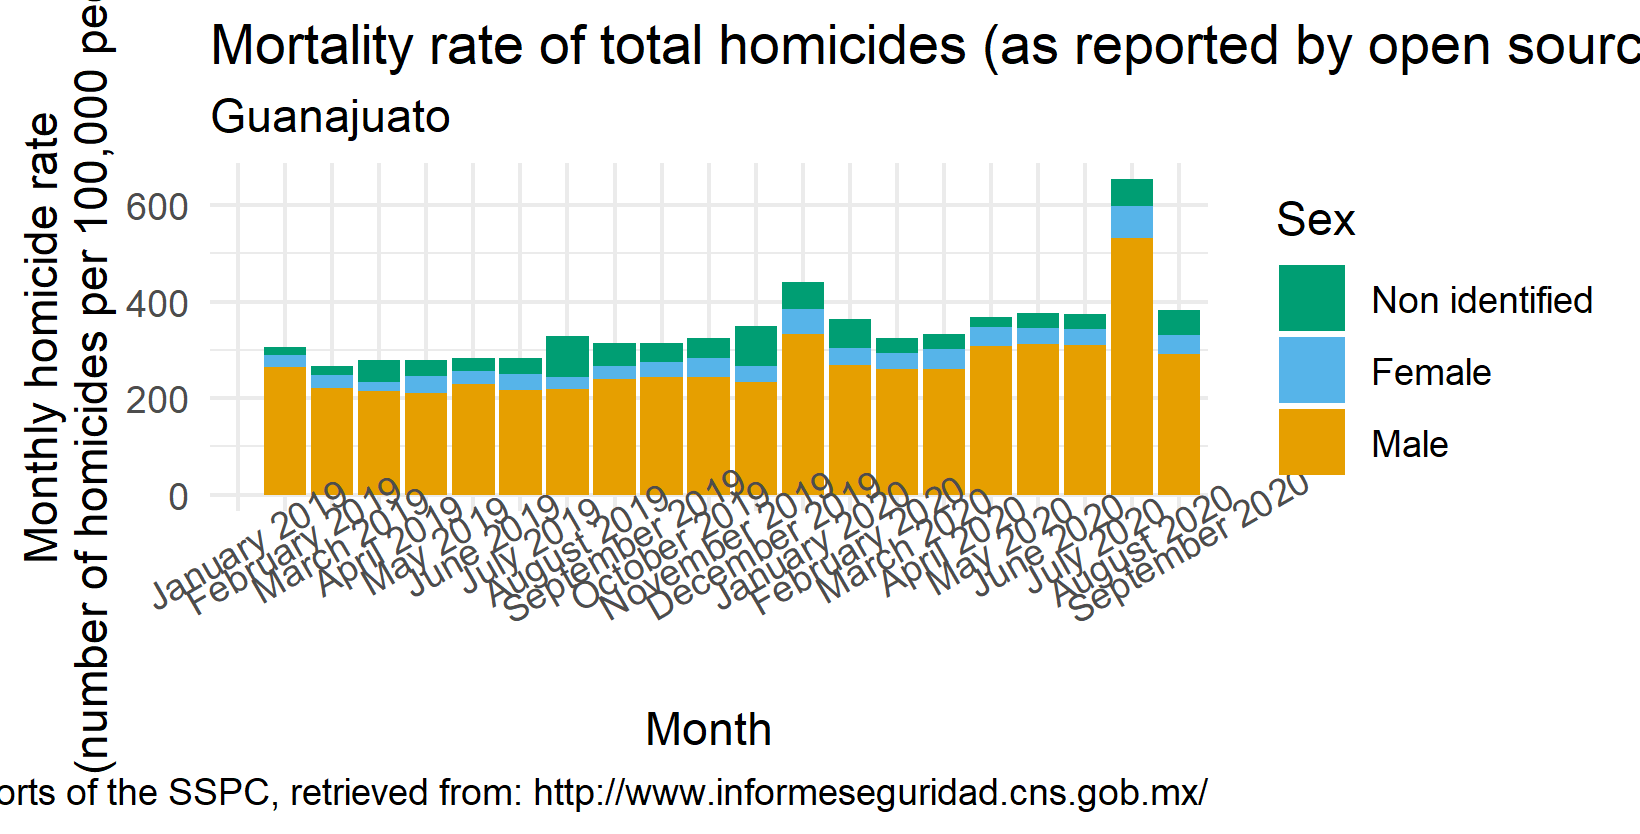 Mortality rate of total homicides (as reported by open sourc
Guanajuato
Monthly homicide rate
(number of homicides per 100,000 pe
600
400
200
0
January 2019
February 2019
March 2019
April 2019
May 2019
June 2019
July 2019
August 2019
September 2019
October 2019
November 2019
December 2019
January 2020
February 2020
March 2020
April 2020
May 2020
June 2020
July 2020
August 2020
September 2020
Month
Sex
Non identified
Female
Male
orts of the SSPC, retrieved from: http://www.informeseguridad.cns.gob.mx/